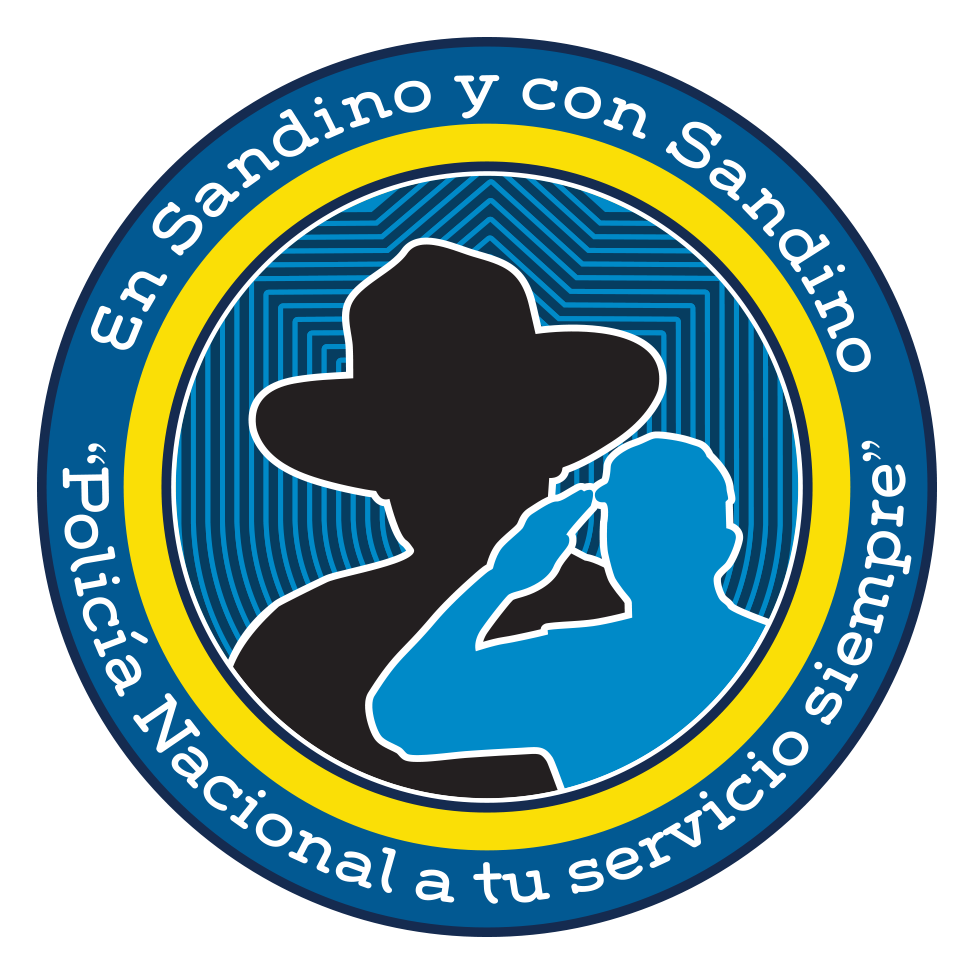 En Sandino y con Sandino
”Policía Nacional a tu servicio siempre”